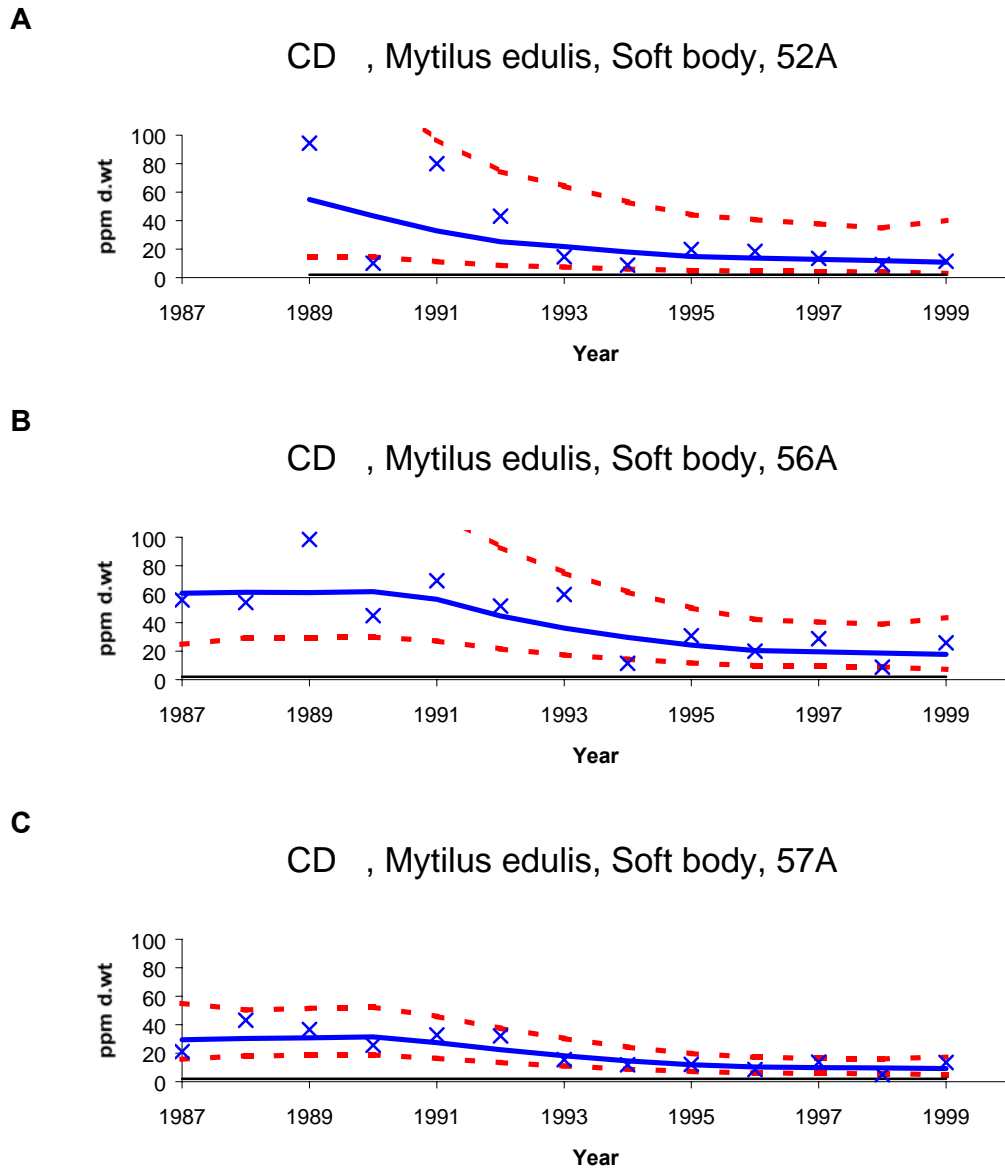 A
CD , Mytilus edulis, Soft body, 52A
ppm d.wt
100
80
60
40
20
0
1987 1989 1991 1993 1995 1997 1999
Year
B
CD , Mytilus edulis, Soft body, 56A
ppm d.wt
100
80
60
40
20
0
1987 1989 1991 1993 1995 1997 1999
Year
C
CD , Mytilus edulis, Soft body, 57A
ppm d.wt
100
80
60
40
20
0
1987 1989 1991 1993 1995 1997 1999
Year